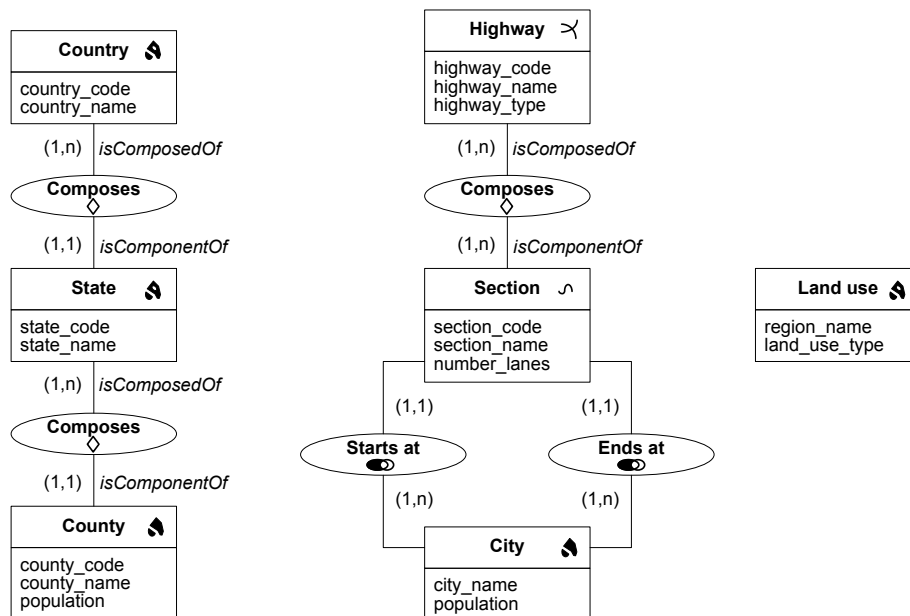 Country
country_code
country_name
(1,n) isComposedOf
Composes
(1,1) isComponentOf
State
state_code
state_name
(1,n) isComposedOf
Composes
(1,1) isComponentOf
County
county_code
county_name
population
Highway
highway_code
highway_name
highway_type
(1,n) isComposedOf
Composes
(1,n) isComponentOf
Section
section_code
section_name
number_lanes
(1,1) (1,1)
Starts at Ends at
(1,n) (1,n)
City
city_name
population
Land use
region_name
land_use_type